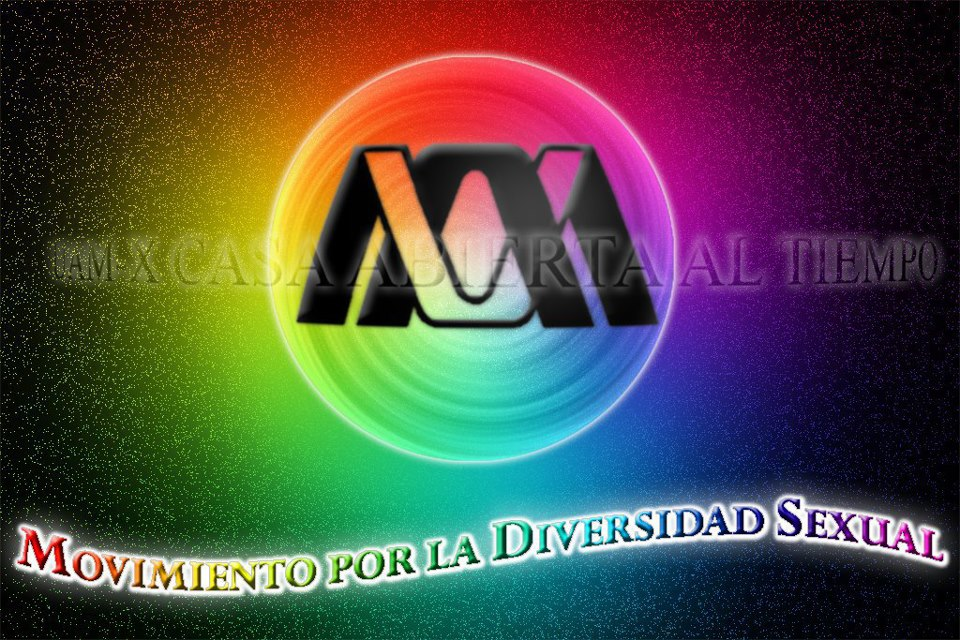 UAM X CASA ABIERTA AL TIEMPO
MOVIMIENTO POR LA DIVERSIDAD SEXUAL